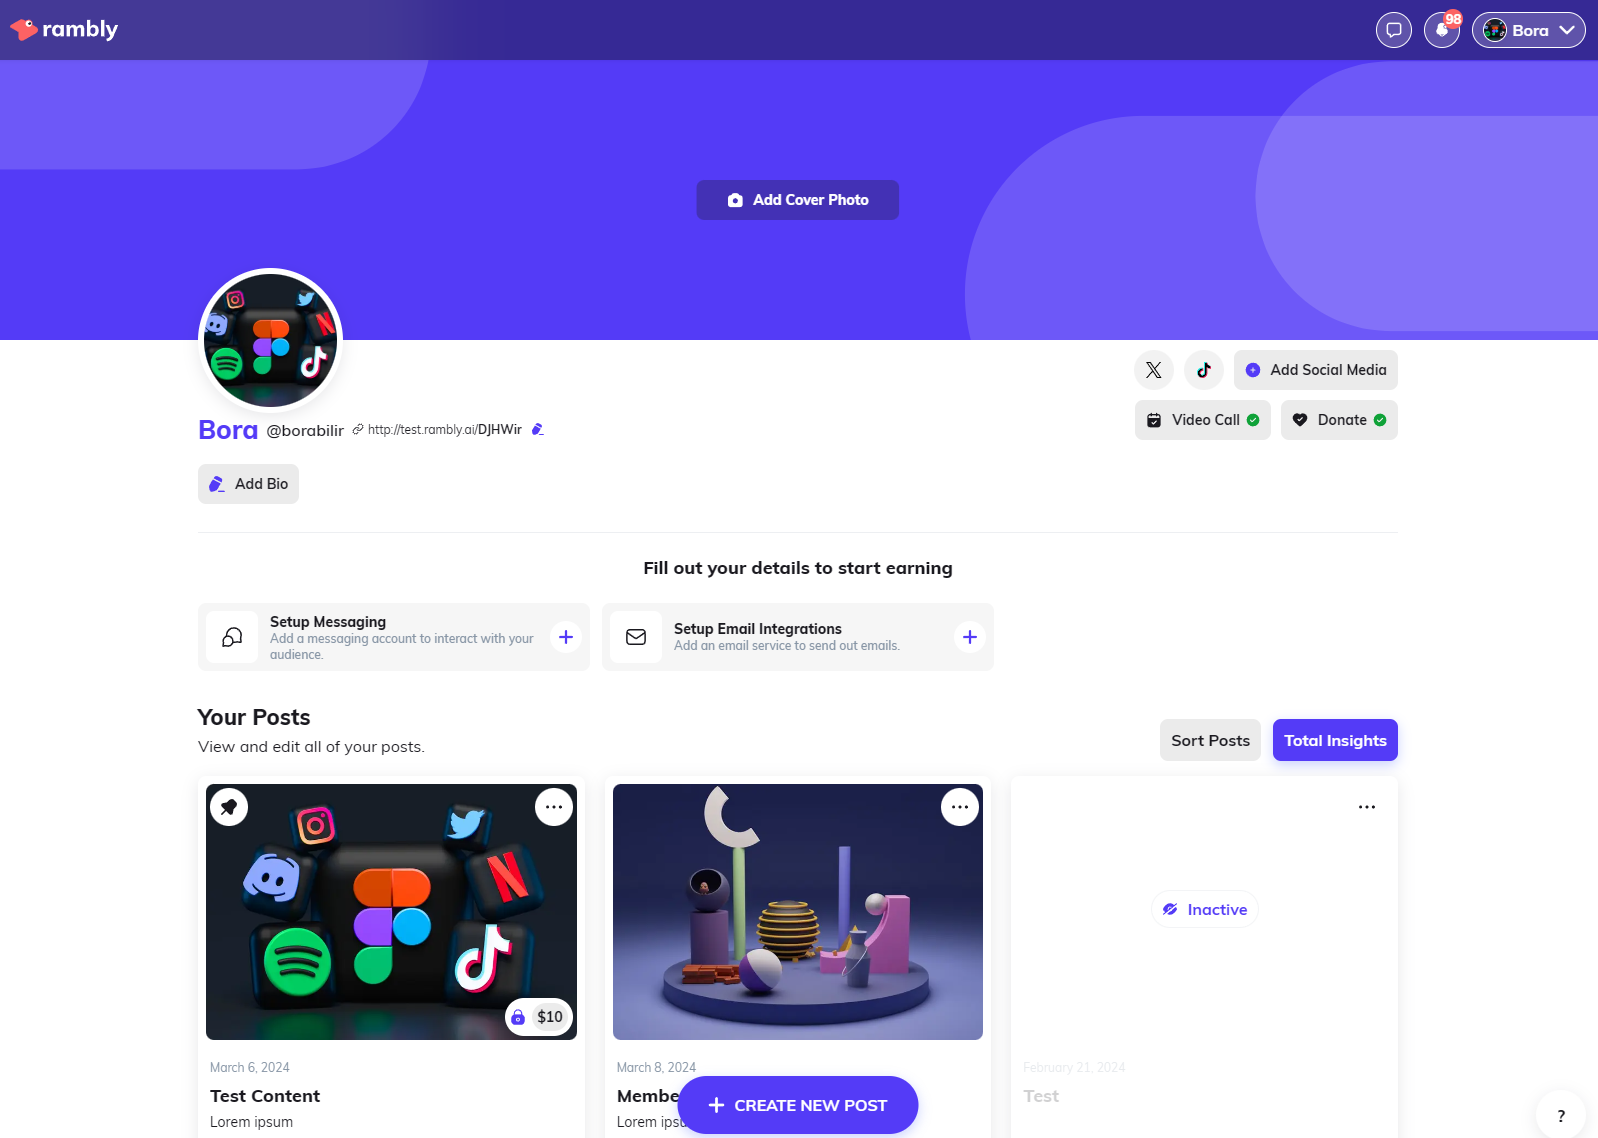 rambly
98
Bora
Add Cover Photo
Add Social Media
Video Call
Donate
Bora @borabilir http://test.rambly.ai/DJHWir
Add Bio
Fill out your details to start earning
Setup Messaging
Add a messaging account to interact with your
audience.
Setup Email Integrations
Add an email service to send out emails.
Your Posts
View and edit all of your posts.
Sort Posts
Total Insights
Inactive
$10
March 6, 2024
Test Content
Lorem ipsum
March 8, 2024
Membe
Lorem ipsu
February 21, 2024
Test
CREATE NEW POST
?